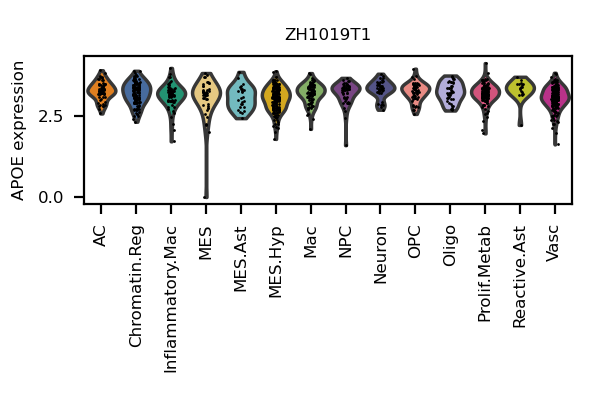 ZH1019T1
APOE expression
2.5
0.0
AC
Chromatin.Reg
Inflammatory.Mac
MES
MES.Ast
MES.Hyp
Mac
NPC
Neuron
OPC
Oligo
Prolif.Metab
Reactive.Ast
Vasc